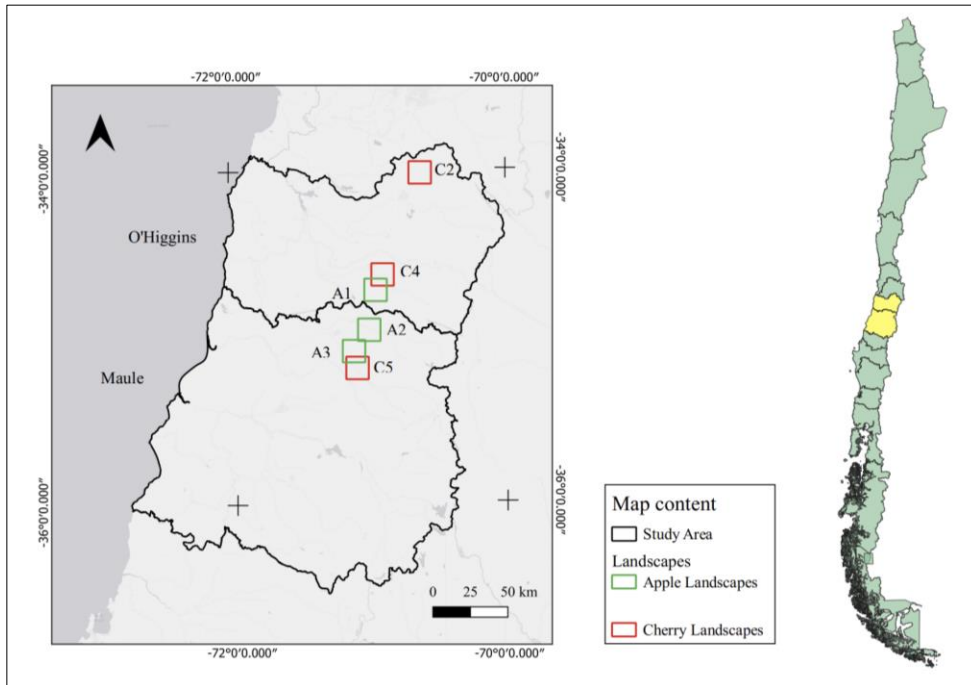 -72°0'0.000"
-70°0'0.000"
-34°0'0.000"
-34°0'0.000"
C2
O'Higgins
C4
A1
A2
A3
C5
Maule
-36°0'0.000"
-36°0'0.000"
0 25 50 km
-72°0'0.000"
-70°0'0.000"
Map content
Study Area
Landscapes
Apple Landscapes
Cherry Landscapes